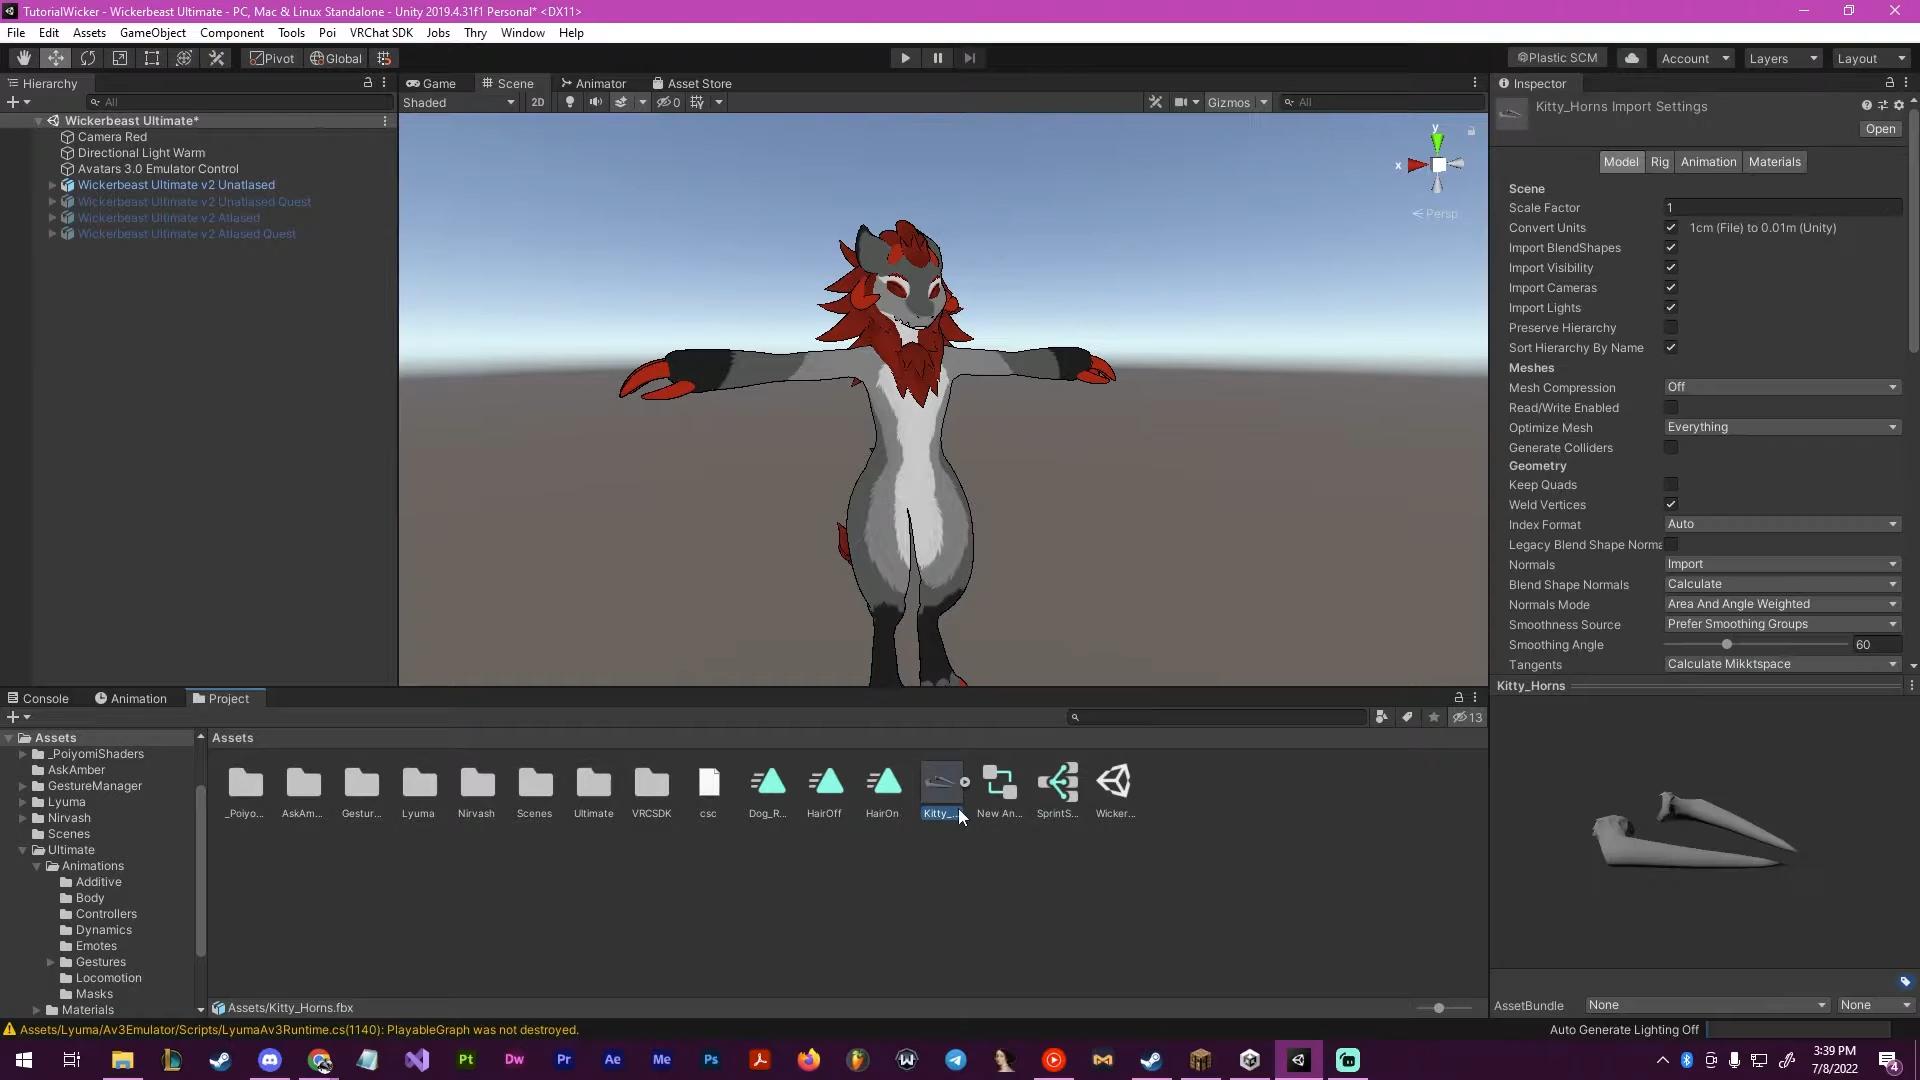 TutorialWicker - Wickerbeast Ultimate - PC, Mac & Linux Standalone - Unity 2019.4.31f1 Personal* <DX11>
File Edit Assets GameObject Component Tools Poi VRChat SDK Jobs Thry Window Help
Pivot Global Plastic SCM Account Layers Layout
Hierarchy Game Scene Animator Asset Store Inspector
All Shaded 2D 0 Gizmos All
Kitty_Horns Import Settings
Open
Wickerbeast Ultimate*
Camera Red
Directional Light Warm
Avatars 3.0 Emulator Control
Wickerbeast Ultimate v2 Unatlased
Wickerbeast Ultimate v2 Unatlased Quest
Wickerbeast Ultimate v2 Atlased
Wickerbeast Ultimate v2 Atlased Quest
y
x
Persp
Model Rig Animation Materials
Scene
Scale Factor 1
Convert Units 1cm (File) to 0.01m (Unity)
Import BlendShapes
Import Visibility
Import Cameras
Import Lights
Preserve Hierarchy
Sort Hierarchy By Name
Meshes
Mesh Compression Off
Read/Write Enabled
Optimize Mesh Everything
Generate Colliders
Geometry
Keep Quads
Weld Vertices
Index Format Auto
Legacy Blend Shape Norma
Normals Import
Blend Shape Normals Calculate
Normals Mode Area And Angle Weighted
Smoothness Source Prefer Smoothing Groups
Smoothing Angle 60
Tangents Calculate Mikktspace
Kitty_Horns
Console Animation Project
13
Assets
_PoiyomiShaders
AskAmber
GestureManager
Lyuma
Nirvash
Scenes
Ultimate
Animations
Additive
Body
Controllers
Dynamics
Emotes
Gestures
Locomotion
Masks
Materials
Assets
_Poiyo... AskAm... Gestur... Lyuma Nirvash Scenes Ultimate VRCSDK csc Dog_R... HairOff HairOn Kitty_... New An... SprintS... Wicker...
Assets/Kitty_Horns.fbx
AssetBundle None None
Assets/Lyuma/Av3Emulator/Scripts/LyumaAv3Runtime.cs(1140): PlayableGraph was not destroyed.
Auto Generate Lighting Off
Pt Dw Pr Ae Me Ps
3:39 PM
7/8/2022
4